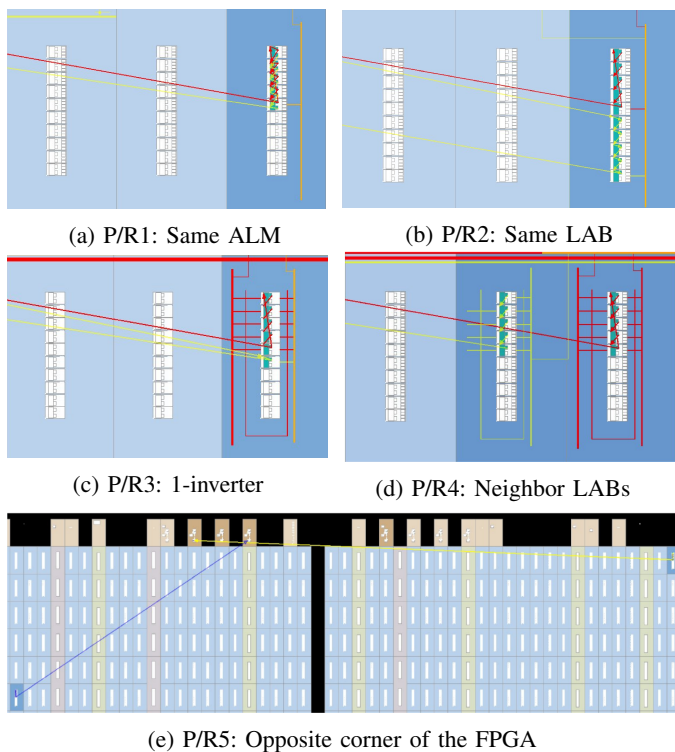 (a) P/R1: Same ALM
(b) P/R2: Same LAB
(c) P/R3: 1-inverter
(d) P/R4: Neighbor LABs
(e) P/R5: Opposite corner of the FPGA